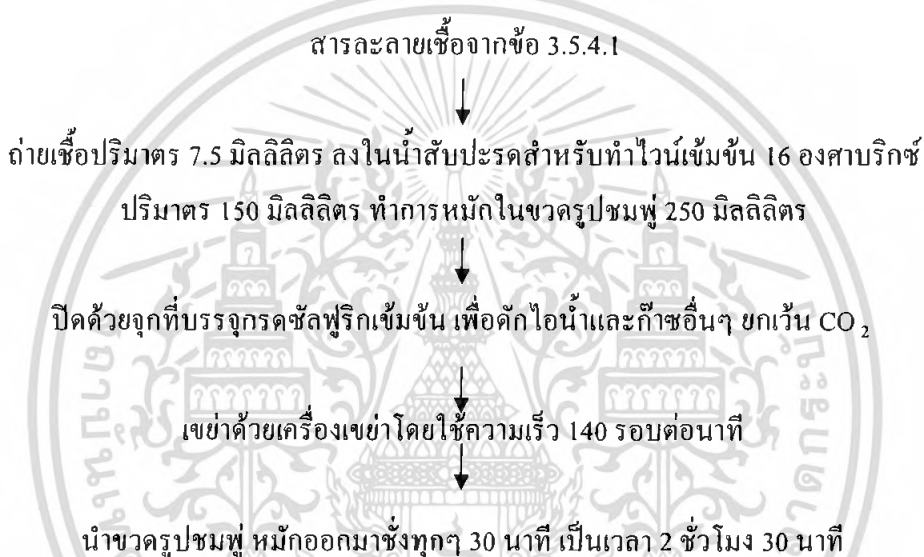 สารละลายเชื้อจากข้อ 3.5.4.1
ถ่ายเชื้อปริมาตร 7.5 มิลลิลิตร ลงในน้ำสับปะรดสำหรับทำไวน์เข้มข้น 16 องศาบริกซ์
ปริมาตร 150 มิลลิลิตร ทำการหมักในขวดรูปชมพู่ 250 มิลลิลิตร
ปิดด้วยจุกที่บรรจุกรดซัลฟูริกเข้มข้น เพื่อดักไอน้ำและก๊าซอื่นๆ ยกเว้น CO₂
เขย่าด้วยเครื่องเขย่าโดยใช้ความเร็ว 140 รอบต่อนาที
นำขวดรูปชมพู่ หมักออกมาชั่งทุกๆ 30 นาที เป็นเวลา 2 ชั่วโมง 30 นาที